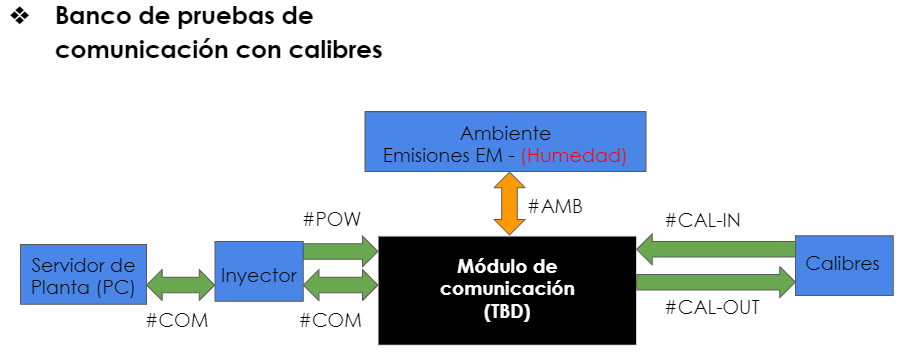 ❖ Banco de pruebas de
comunicación con calibres
Ambiente
Emisiones EM - (Humedad)
#AMB
#POW
#CAL-IN
Servidor de
Planta (PC)
Inyector
Módulo de
comunicación
(TBD)
Calibres
#COM
#COM
#CAL-OUT